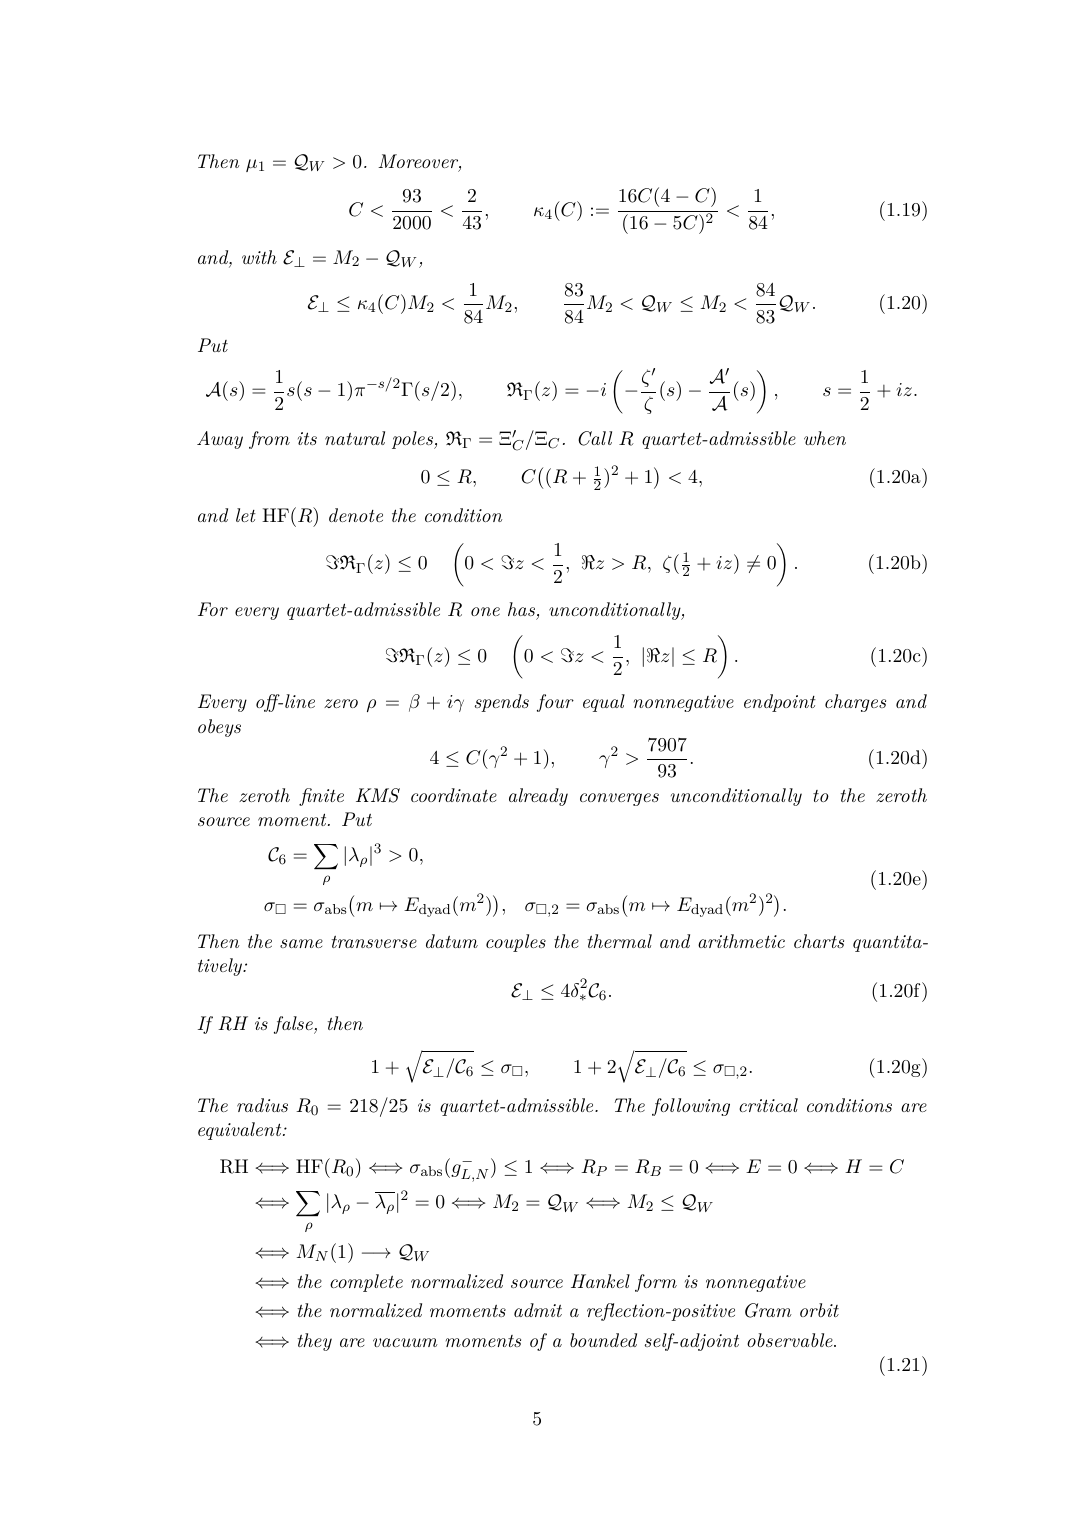 Then μ₁ = 𝒬_W > 0. Moreover,
C < 93/2000 < 2/43, κ₄(C) := 16C(4 − C)/(16 − 5C)² < 1/84, (1.19)
and, with ℰ_⊥ = M₂ − 𝒬_W,
ℰ_⊥ ≤ κ₄(C)M₂ < 1/84 M₂, 83/84 M₂ < 𝒬_W ≤ M₂ < 84/83 𝒬_W. (1.20)
Put
𝒜(s) = 1/2 s(s − 1)π^{−s/2}Γ(s/2), ℜ_Γ(z) = −i(−ζ′/ζ(s) − 𝒜′/𝒜(s)), s = 1/2 + iz.
Away from its natural poles, ℜ_Γ = Ξ′_C/Ξ_C. Call R quartet-admissible when
0 ≤ R, C((R + 1/2)² + 1) < 4, (1.20a)
and let HF(R) denote the condition
ℑℜ_Γ(z) ≤ 0 (0 < ℑz < 1/2, ℜz > R, ζ(1/2 + iz) ≠ 0). (1.20b)
For every quartet-admissible R one has, unconditionally,
ℑℜ_Γ(z) ≤ 0 (0 < ℑz < 1/2, |ℜz| ≤ R). (1.20c)
Every off-line zero ρ = β + iγ spends four equal nonnegative endpoint charges and
obeys
4 ≤ C(γ² + 1), γ² > 7907/93. (1.20d)
The zeroth finite KMS coordinate already converges unconditionally to the zeroth
source moment. Put
𝒞₆ = ∑_ρ |λ_ρ|³ > 0,
(1.20e)
σ_□ = σ_abs(m ↦ E_dyad(m²)), σ_{□,2} = σ_abs(m ↦ E_dyad(m²)²).
Then the same transverse datum couples the thermal and arithmetic charts quantita-
tively:
ℰ_⊥ ≤ 4δ_*²𝒞₆. (1.20f)
If RH is false, then
1 + √(ℰ_⊥/𝒞₆) ≤ σ_□, 1 + 2√(ℰ_⊥/𝒞₆) ≤ σ_{□,2}. (1.20g)
The radius R₀ = 218/25 is quartet-admissible. The following critical conditions are
equivalent:
RH ⟺ HF(R₀) ⟺ σ_abs(g⁻_{L,N}) ≤ 1 ⟺ R_P = R_B = 0 ⟺ E = 0 ⟺ H = C
⟺ ∑_ρ |λ_ρ − \overline{λ_ρ}|² = 0 ⟺ M₂ = 𝒬_W ⟺ M₂ ≤ 𝒬_W
⟺ M_N(1) ⟶ 𝒬_W
⟺ the complete normalized source Hankel form is nonnegative
⟺ the normalized moments admit a reflection-positive Gram orbit
⟺ they are vacuum moments of a bounded self-adjoint observable.
(1.21)
5